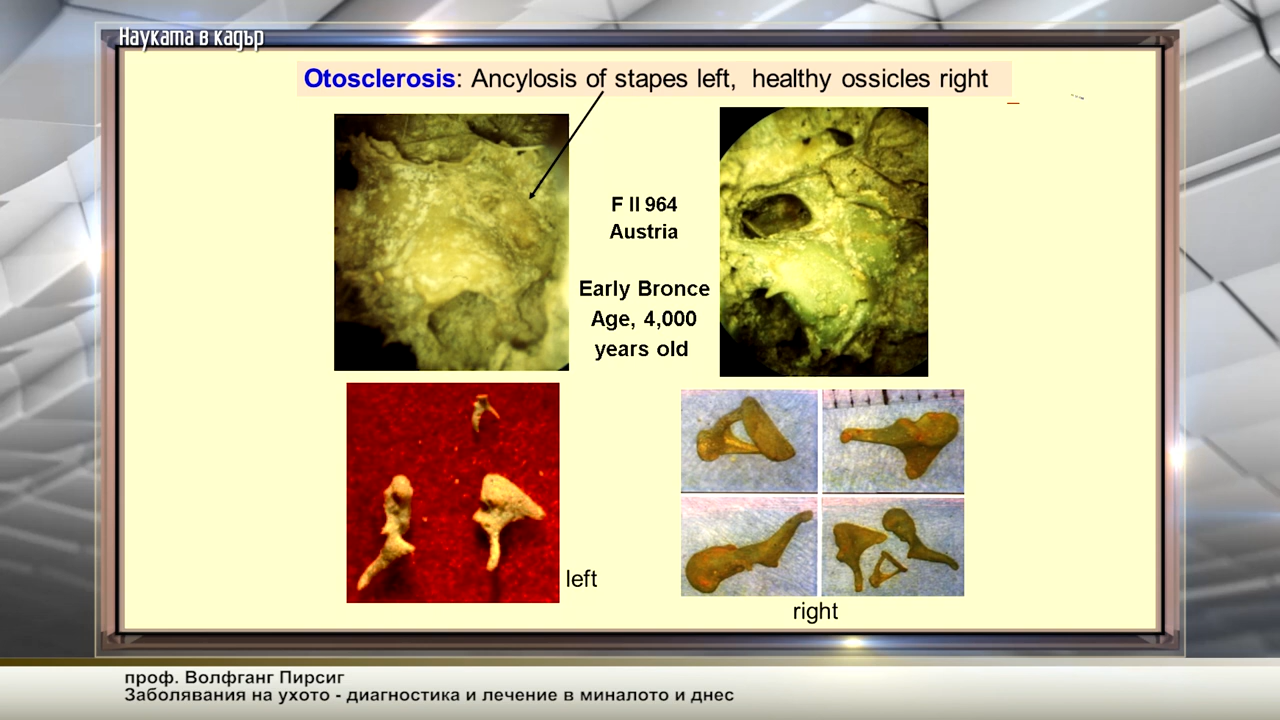 Науката в кадър
Otosclerosis: Ancylosis of stapes left, healthy ossicles right
F II 964
Austria
Early Bronce
Age, 4,000
years old
left
right
проф. Волфганг Пирсиг
Заболявания на ухото - диагностика и лечение в миналото и днес